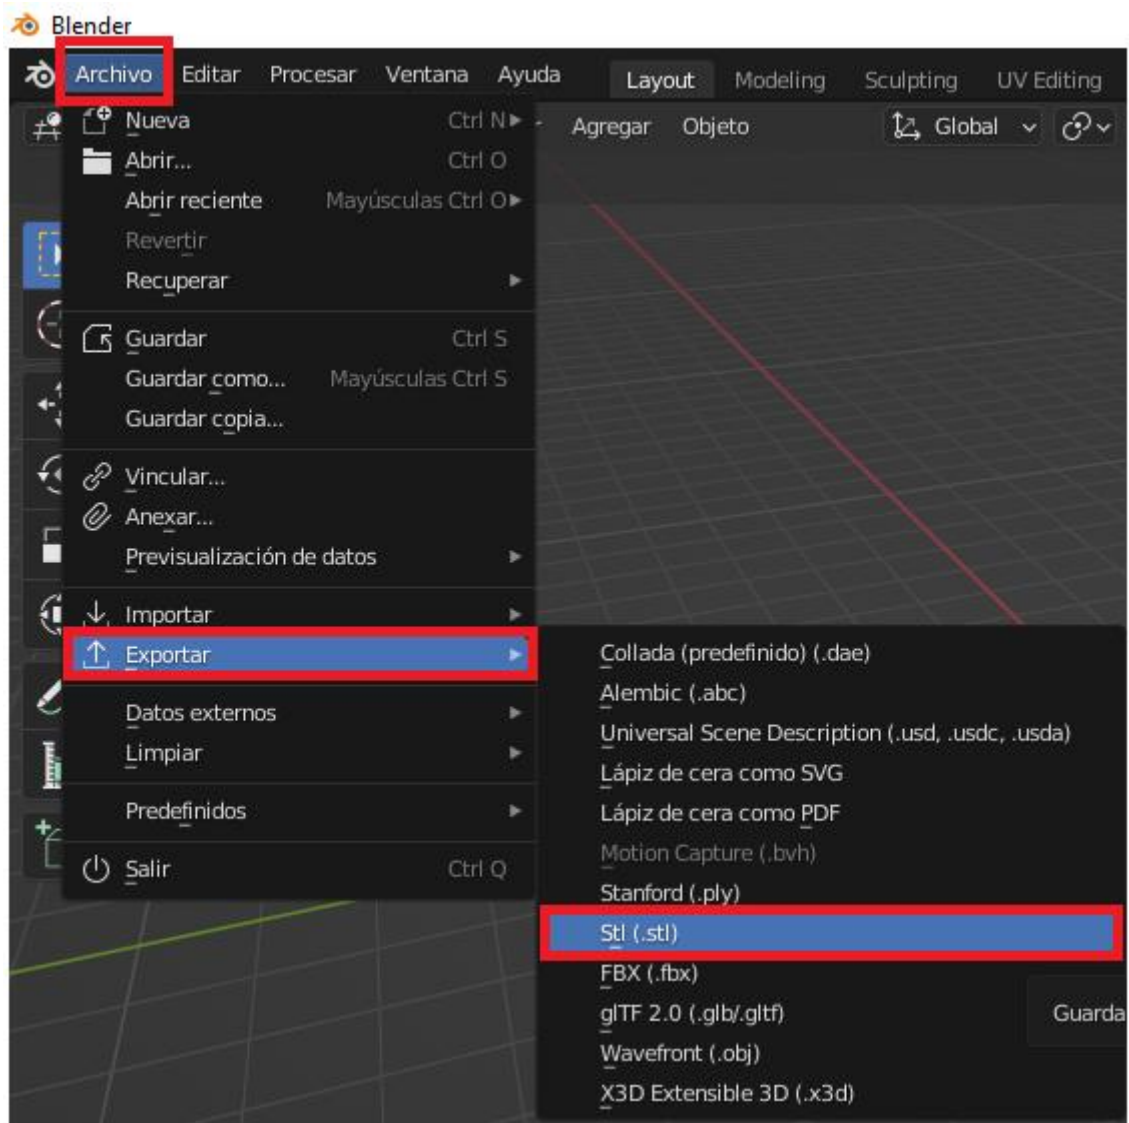 Blender
Archivo Editar Procesar Ventana Ayuda Layout Modeling Sculpting UV Editing
Nueva Ctrl N
Agregar Objeto Global
Abrir... Ctrl O
Abrir reciente Mayúsculas Ctrl O
Revertir
Recuperar
Guardar Ctrl S
Guardar como... Mayúsculas Ctrl S
Guardar copia...
Vincular...
Anexar...
Previsualización de datos
Importar
Exportar
Datos externos
Limpiar
Predefinidos
Salir Ctrl Q
Collada (predefinido) (.dae)
Alembic (.abc)
Universal Scene Description (.usd, .usdc, .usda)
Lápiz de cera como SVG
Lápiz de cera como PDF
Motion Capture (.bvh)
Stanford (.ply)
Stl (.stl)
FBX (.fbx)
glTF 2.0 (.glb/.gltf)
Guarda
Wavefront (.obj)
X3D Extensible 3D (.x3d)